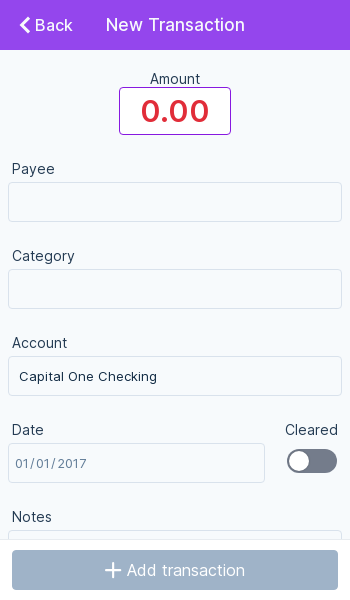 Back New Transaction
Amount
0.00
Payee
Category
Account
Capital One Checking
Date Cleared
01/01/2017
Notes
Add transaction